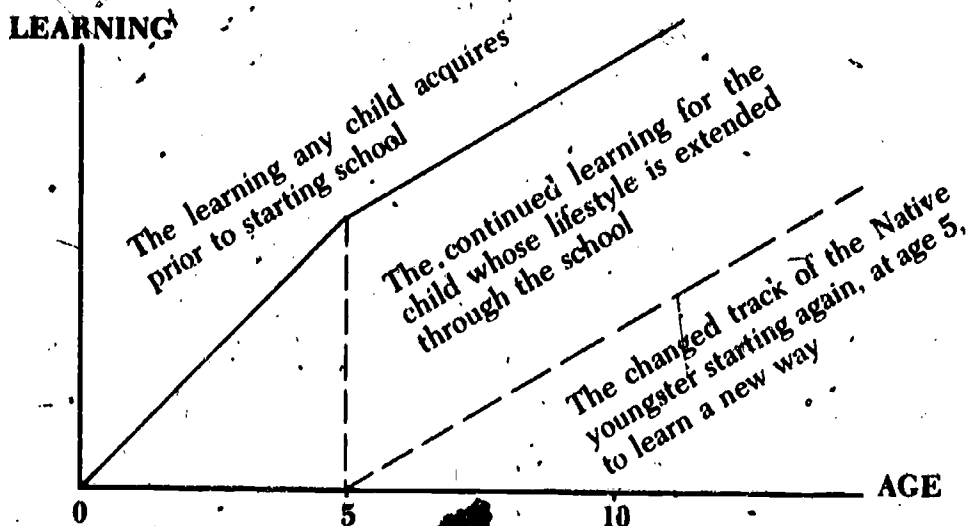 LEARNING
The learning any child acquires
prior to starting school
The continued learning for the
child whose lifestyle is extended
through the school
The changed track of the Native
youngster starting again, at age 5,
to learn a new way
AGE
0
5
10